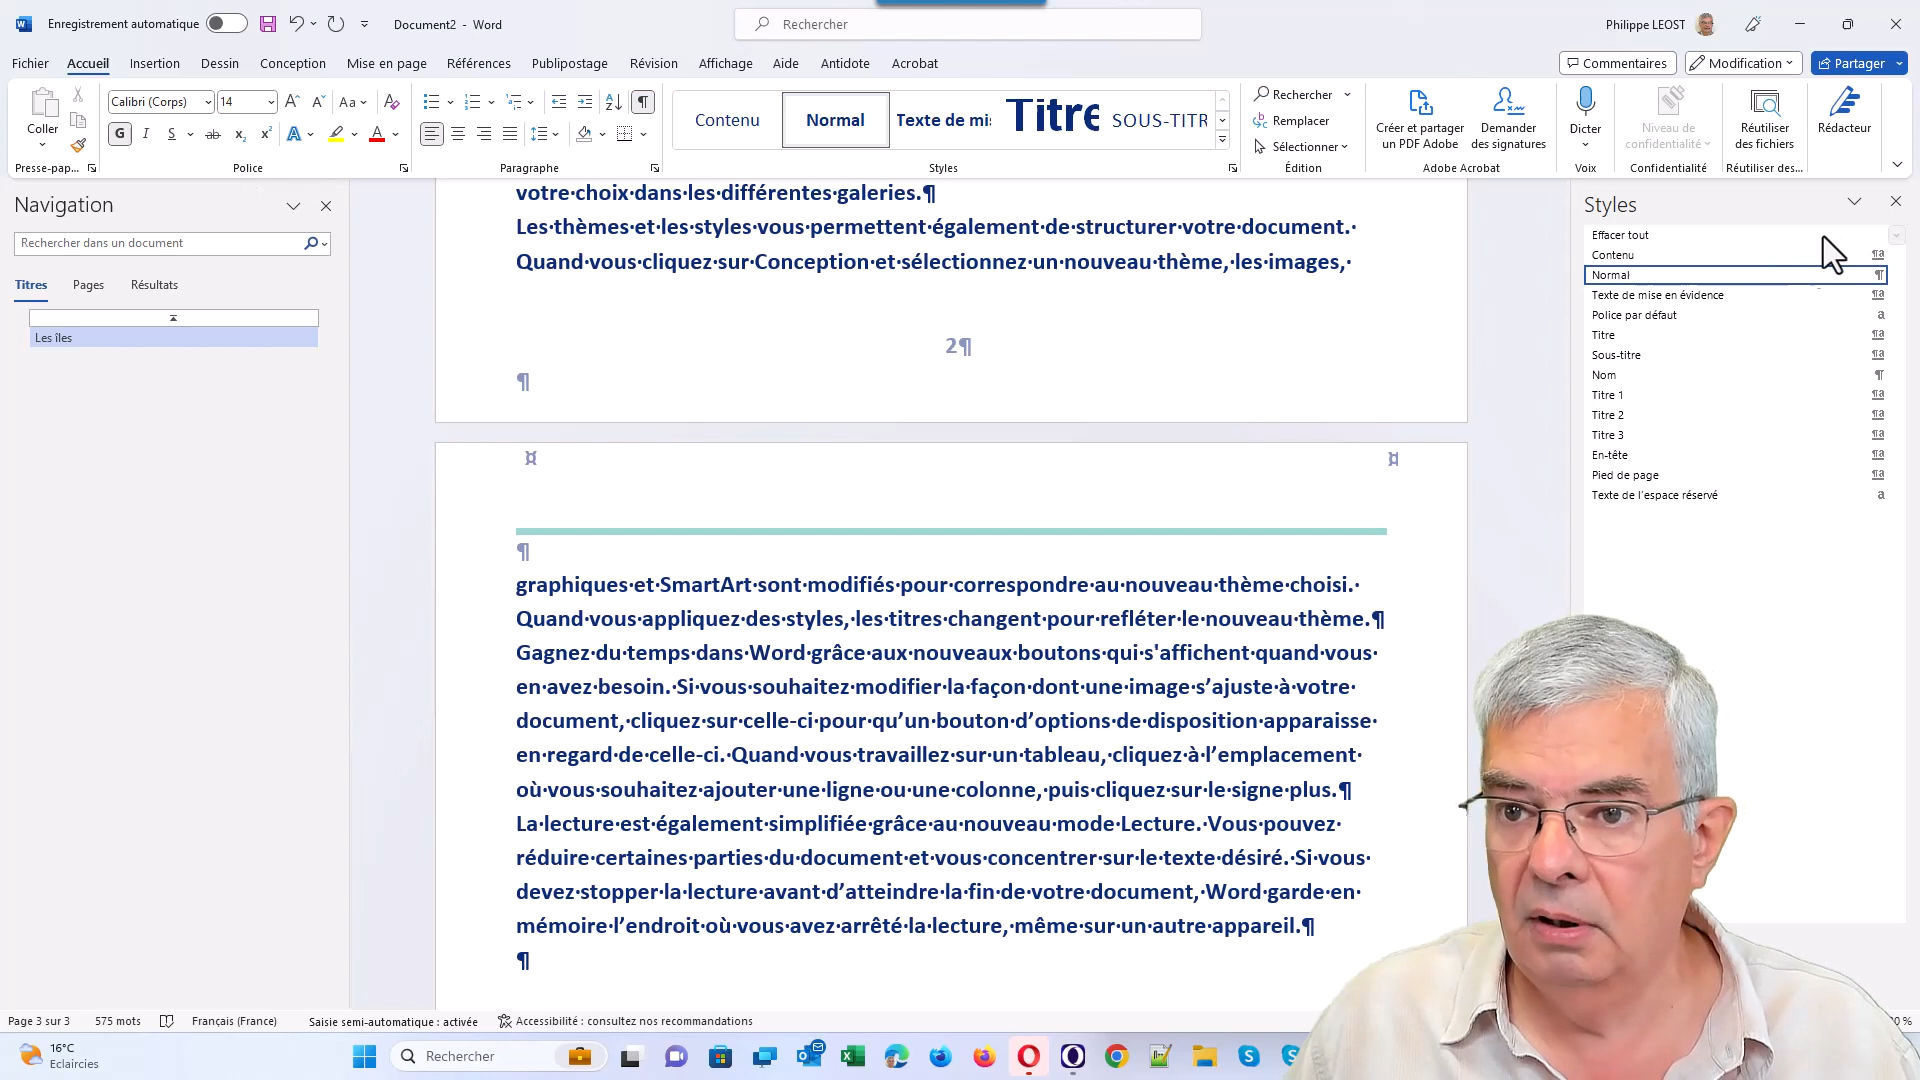 Enregistrement automatique
Document2 - Word
Rechercher
Philippe LEOST
Fichier
Accueil
Insertion
Dessin
Conception
Mise en page
Références
Publipostage
Révision
Affichage
Aide
Antidote
Acrobat
Commentaires
Modification
Partager
Coller
Presse-pap...
Calibri (Corps)
14
Police
Paragraphe
Contenu
Normal
Texte de mi
Titre
SOUS-TITR
Styles
Rechercher
Remplacer
Sélectionner
Édition
Créer et partager
un PDF Adobe
Demander
des signatures
Adobe Acrobat
Dicter
Voix
Niveau de
confidentialité
Confidentialité
Réutiliser
des fichiers
Réutiliser des...
Rédacteur
Navigation
Rechercher dans un document
Titres
Pages
Résultats
Les îles
votre·choix·dans·les·différentes·galeries.¶
Les·thèmes·et·les·styles·vous·permettent·également·de·structurer·votre·document.·
Quand·vous·cliquez·sur·Conception·et·sélectionnez·un·nouveau·thème,·les·images,·
2¶
¶
¤ ¤
¶
graphiques·et·SmartArt·sont·modifiés·pour·correspondre·au·nouveau·thème·choisi.·
Quand·vous·appliquez·des·styles,·les·titres·changent·pour·refléter·le·nouveau·thème.¶
Gagnez·du·temps·dans·Word·grâce·aux·nouveaux·boutons·qui·s'affichent·quand·vous·
en·avez·besoin.·Si·vous·souhaitez·modifier·la·façon·dont·une·image·s’ajuste·à·votre·
document,·cliquez·sur·celle-ci·pour·qu’un·bouton·d’options·de·disposition·apparaisse·
en·regard·de·celle-ci.·Quand·vous·travaillez·sur·un·tableau,·cliquez·à·l’emplacement·
où·vous·souhaitez·ajouter·une·ligne·ou·une·colonne,·puis·cliquez·sur·le·signe·plus.¶
La·lecture·est·également·simplifiée·grâce·au·nouveau·mode·Lecture.·Vous·pouvez·
réduire·certaines·parties·du·document·et·vous·concentrer·sur·le·texte·désiré.·Si·vous·
devez·stopper·la·lecture·avant·d’atteindre·la·fin·de·votre·document,·Word·garde·en·
mémoire·l’endroit·où·vous·avez·arrêté·la·lecture,·même·sur·un·autre·appareil.¶
¶
Styles
Effacer tout
Contenu
Normal
Texte de mise en évidence
Police par défaut
Titre
Sous-titre
Nom
Titre 1
Titre 2
Titre 3
En-tête
Pied de page
Texte de l'espace réservé
Page 3 sur 3
575 mots
Français (France)
Saisie semi-automatique : activée
Accessibilité : consultez nos recommandations
16°C
Eclaircies
Rechercher